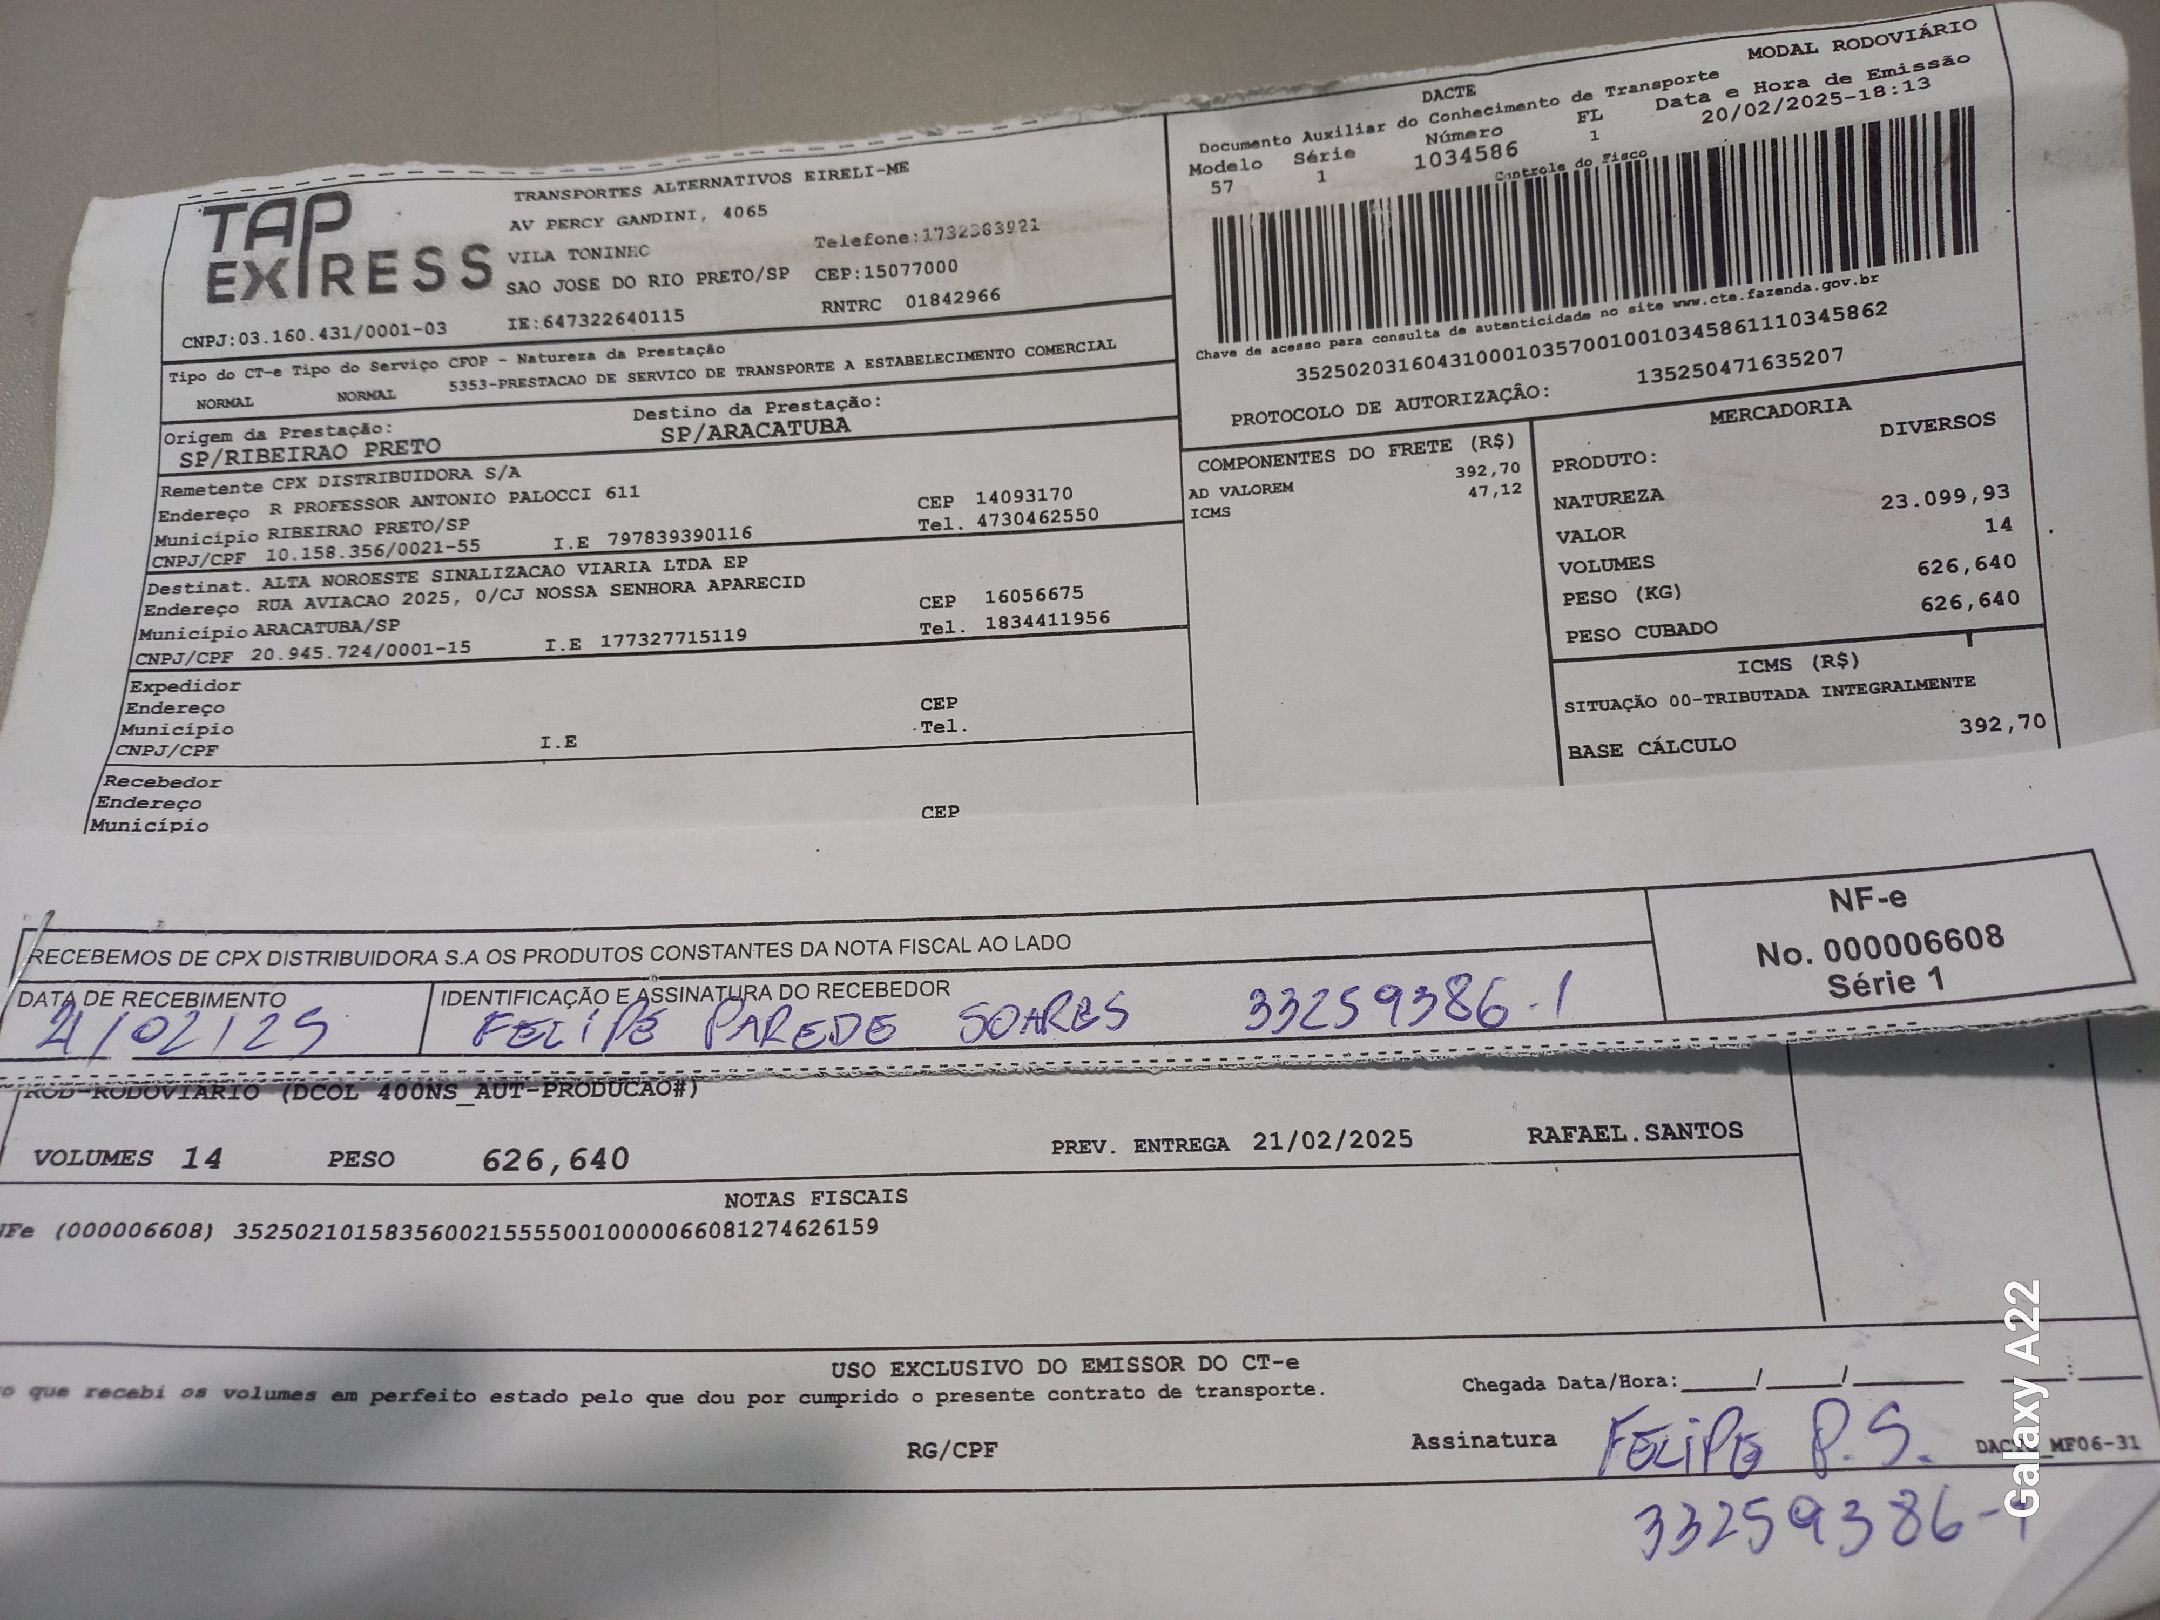 TAP EXPRESS
TRANSPORTES ALTERNATIVOS EIRELI-ME
AV PERCY GANDINI, 4065
VILA TONINHO
Telefone:1732363921
SAO JOSE DO RIO PRETO/SP CEP:15077000
CNPJ:03.160.431/0001-03 IE:647322640115 RNTRC 01842966
DACTE
MODAL RODOVIÁRIO
Documento Auxiliar do Conhecimento de Transporte
Modelo Série Número FL Data e Hora de Emissão
57 1 1034586 1 20/02/2025-18:13
Controle do Fisco
Chave de acesso para consulta de autenticidade no site www.cte.fazenda.gov.br
35250203160431000103570010010345861110345862
PROTOCOLO DE AUTORIZAÇÃO: 135250471635207
Tipo do CT-e Tipo do Serviço CFOP - Natureza da Prestação
NORMAL NORMAL 5353-PRESTACAO DE SERVICO DE TRANSPORTE A ESTABELECIMENTO COMERCIAL
Origem da Prestação: Destino da Prestação:
SP/RIBEIRAO PRETO SP/ARACATUBA
Remetente CPX DISTRIBUIDORA S/A
Endereço R PROFESSOR ANTONIO PALOCCI 611 CEP 14093170
Município RIBEIRAO PRETO/SP Tel. 4730462550
CNPJ/CPF 10.158.356/0021-55 I.E 797839390116
Destinat. ALTA NOROESTE SINALIZACAO VIARIA LTDA EP
Endereço RUA AVIACAO 2025, 0/CJ NOSSA SENHORA APARECID CEP 16056675
Município ARACATUBA/SP Tel. 1834411956
CNPJ/CPF 20.945.724/0001-15 I.E 177327715119
Expedidor
Endereço CEP
Município Tel.
CNPJ/CPF I.E
Recebedor
Endereço CEP
Município
COMPONENTES DO FRETE (R$)
AD VALOREM 392,70
ICMS 47,12
MERCADORIA
PRODUTO: DIVERSOS
NATUREZA
VALOR 23.099,93
VOLUMES 14
PESO (KG) 626,640
PESO CUBADO 626,640
ICMS (R$)
SITUAÇÃO 00-TRIBUTADA INTEGRALMENTE
BASE CÁLCULO 392,70
RECEBEMOS DE CPX DISTRIBUIDORA S.A OS PRODUTOS CONSTANTES DA NOTA FISCAL AO LADO
NF-e
No. 000006608
Série 1
DATA DE RECEBIMENTO IDENTIFICAÇÃO E ASSINATURA DO RECEBEDOR
21/02/25 FELIPE PAREDE SOARES 33259386-1
ROD-RODOVIARIO (DCOL 400NS_AUT-PRODUCAO#)
VOLUMES 14 PESO 626,640 PREV. ENTREGA 21/02/2025 RAFAEL.SANTOS
NOTAS FISCAIS
NFe (000006608) 35250210158356002155550010000066081274626159
USO EXCLUSIVO DO EMISSOR DO CT-e
o que recebi os volumes em perfeito estado pelo que dou por cumprido o presente contrato de transporte.
Chegada Data/Hora:____/____/______ ___:___
RG/CPF Assinatura FELIPE P.S.
33259386-1
Galaxy A22